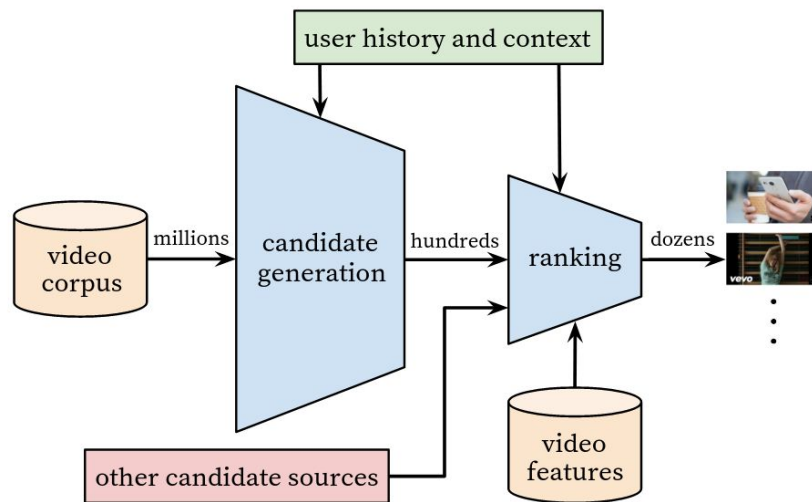 user history and context
video
corpus
millions
candidate
generation
hundreds
ranking
dozens
vevo
other candidate sources
video
features